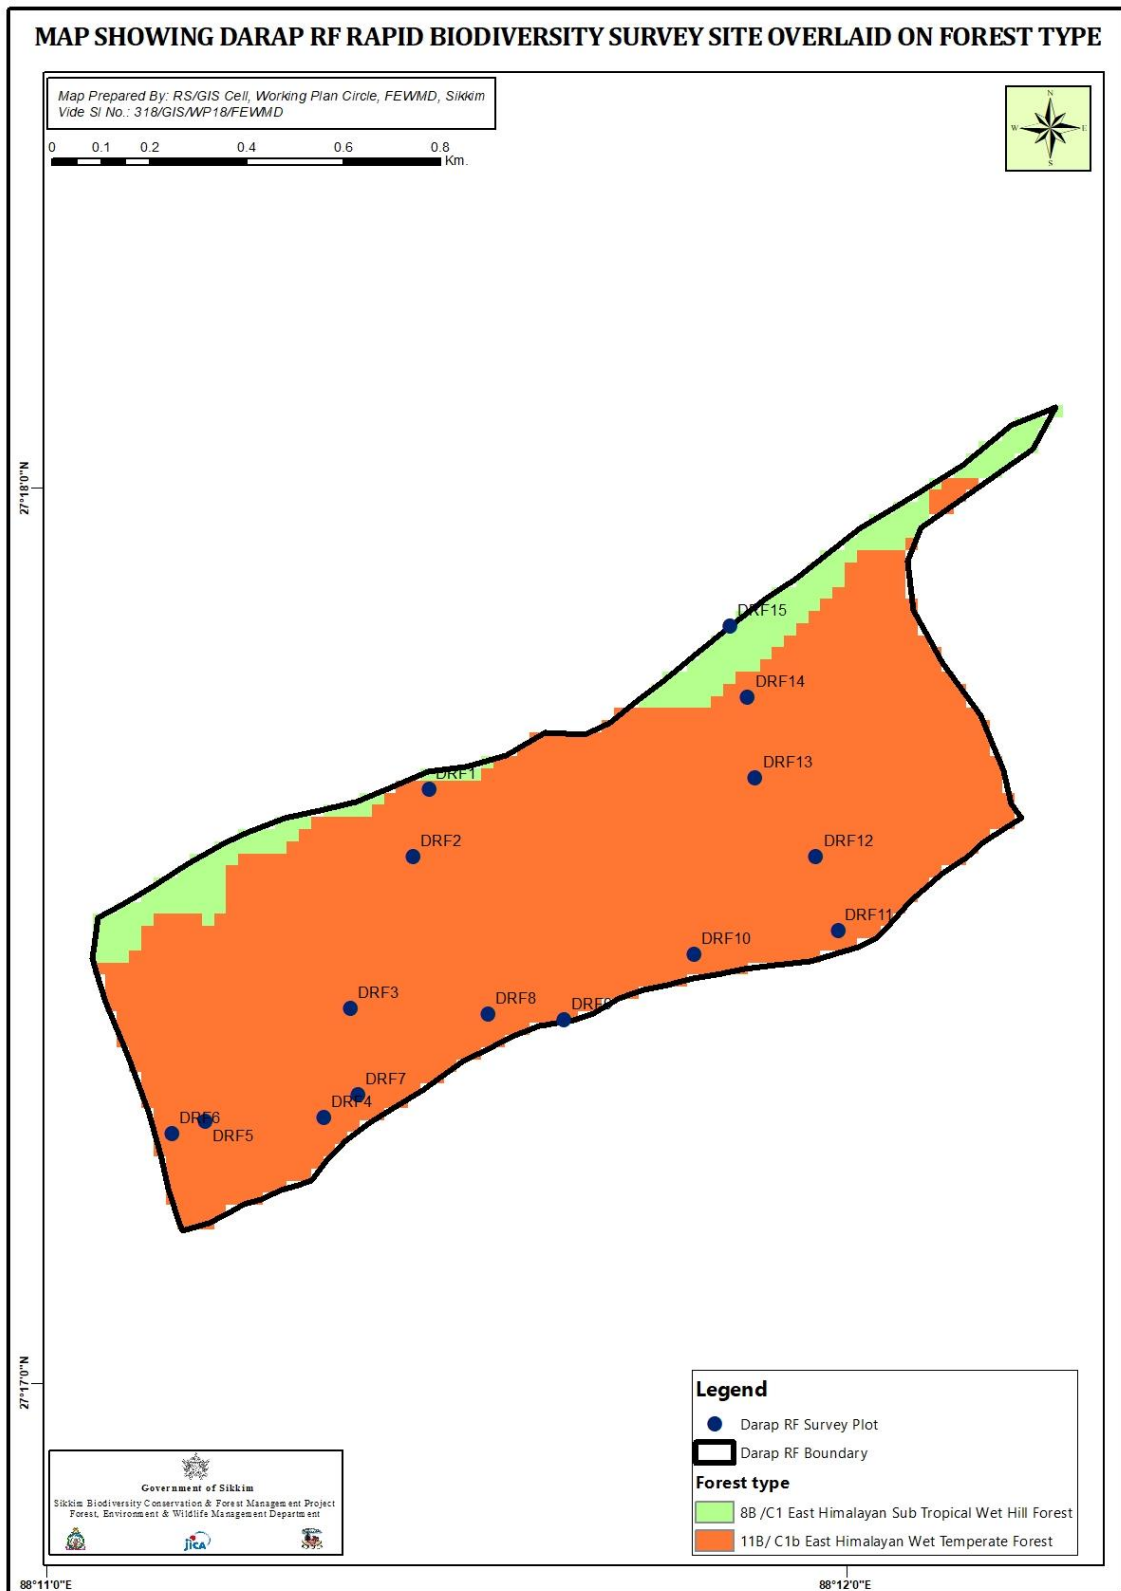 MAP SHOWING DARAP RF RAPID BIODIVERSITY SURVEY SITE OVERLAID ON FOREST TYPE
Map Prepared By: RS/GIS Cell, Working Plan Circle, FEWMD, Sikkim
Vide Sl No.: 318/GIS/WP18/FEWMD
0 0.1 0.2 0.4 0.6 0.8
Km.
N
W E
S
27°18'0"N
DRF15
DRF14
DRF13
DRF1
DRF2
DRF12
DRF11
DRF10
DRF3
DRF8
DRF9
DRF7
DRF4
DRF6
DRF5
27°17'0"N
Legend
Darap RF Survey Plot
Darap RF Boundary
Forest type
8B /C1 East Himalayan Sub Tropical Wet Hill Forest
11B/ C1b East Himalayan Wet Temperate Forest
Government of Sikkim
Sikkim Biodiversity Conservation & Forest Management Project
Forest, Environment & Wildlife Management Department
jICA
88°11'0"E 88°12'0"E